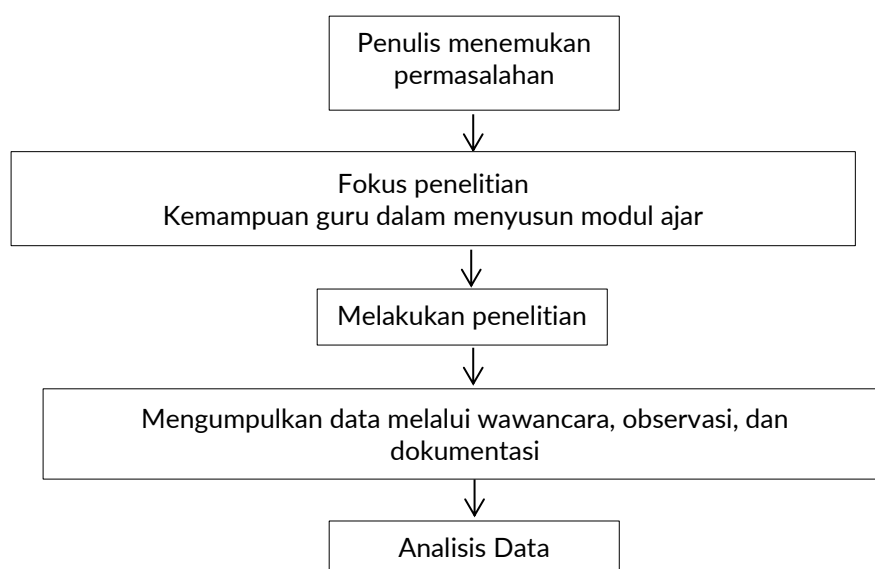 Penulis menemukan
permasalahan
Fokus penelitian
Kemampuan guru dalam menyusun modul ajar
Melakukan penelitian
Mengumpulkan data melalui wawancara, observasi, dan
dokumentasi
Analisis Data